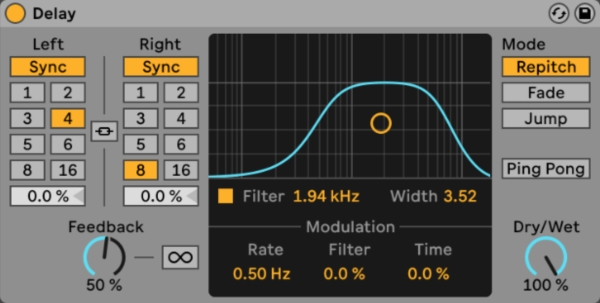 Delay
Left
Right
Mode
Sync
Sync
Repitch
1 2
1 2
Fade
3 4
3 4
Jump
5 6
5 6
8 16
8 16
Ping Pong
0.0 %
0.0 %
Filter 1.94 kHz Width 3.52
Feedback
Modulation
Dry/Wet
Rate Filter Time
50 %
∞
0.50 Hz 0.0 % 0.0 %
100 %